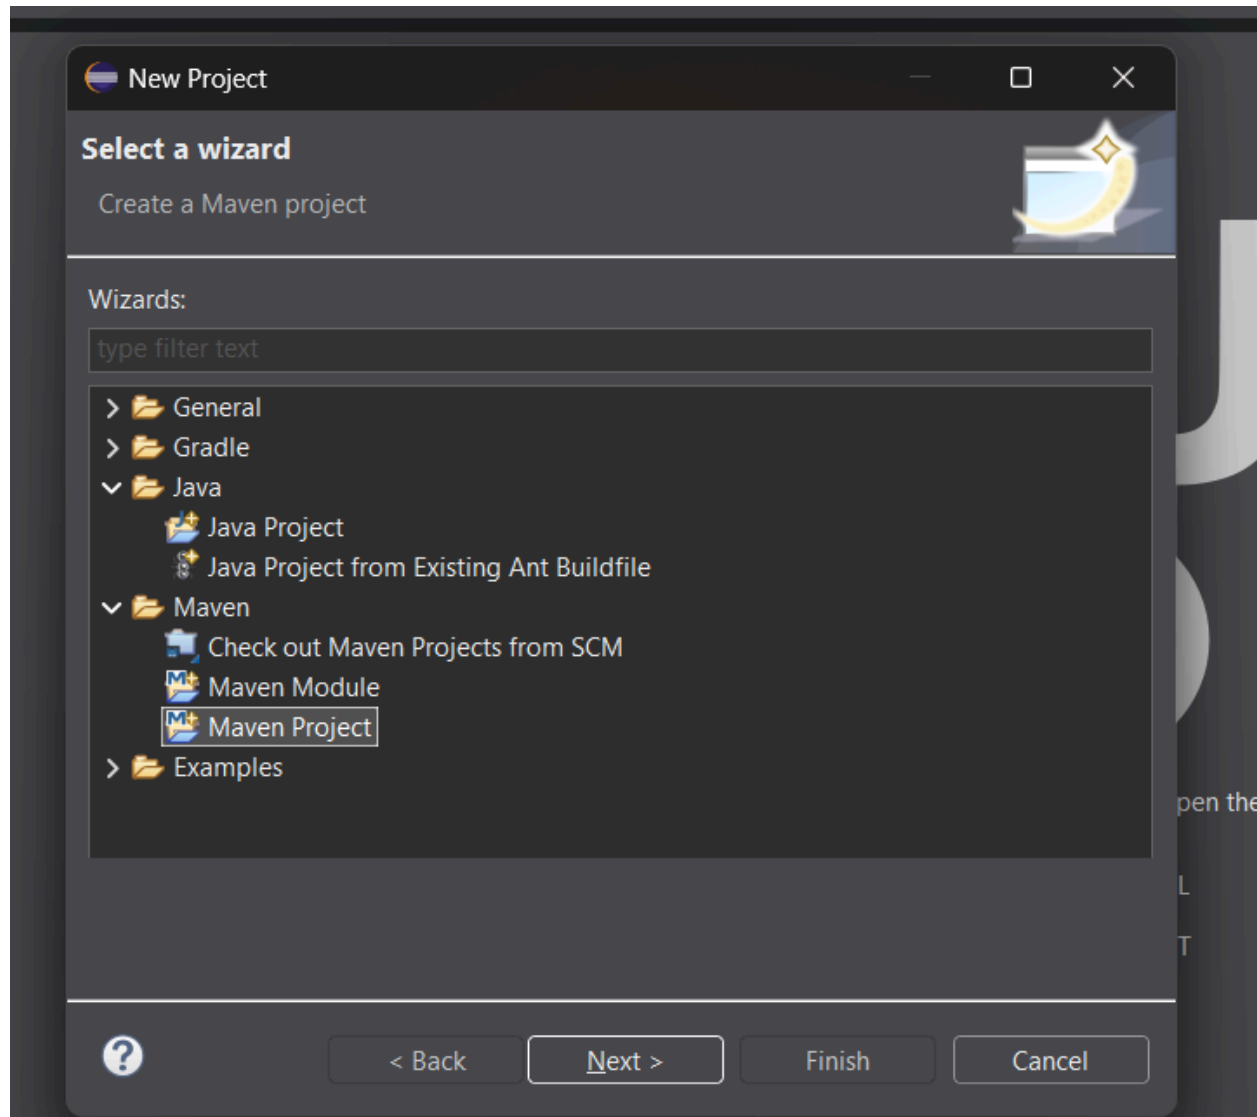 New Project
Select a wizard
Create a Maven project
Wizards:
type filter text
General
Gradle
Java
Java Project
Java Project from Existing Ant Buildfile
Maven
Check out Maven Projects from SCM
Maven Module
Maven Project
Examples
pen the
L
T
< Back
Next >
Finish
Cancel